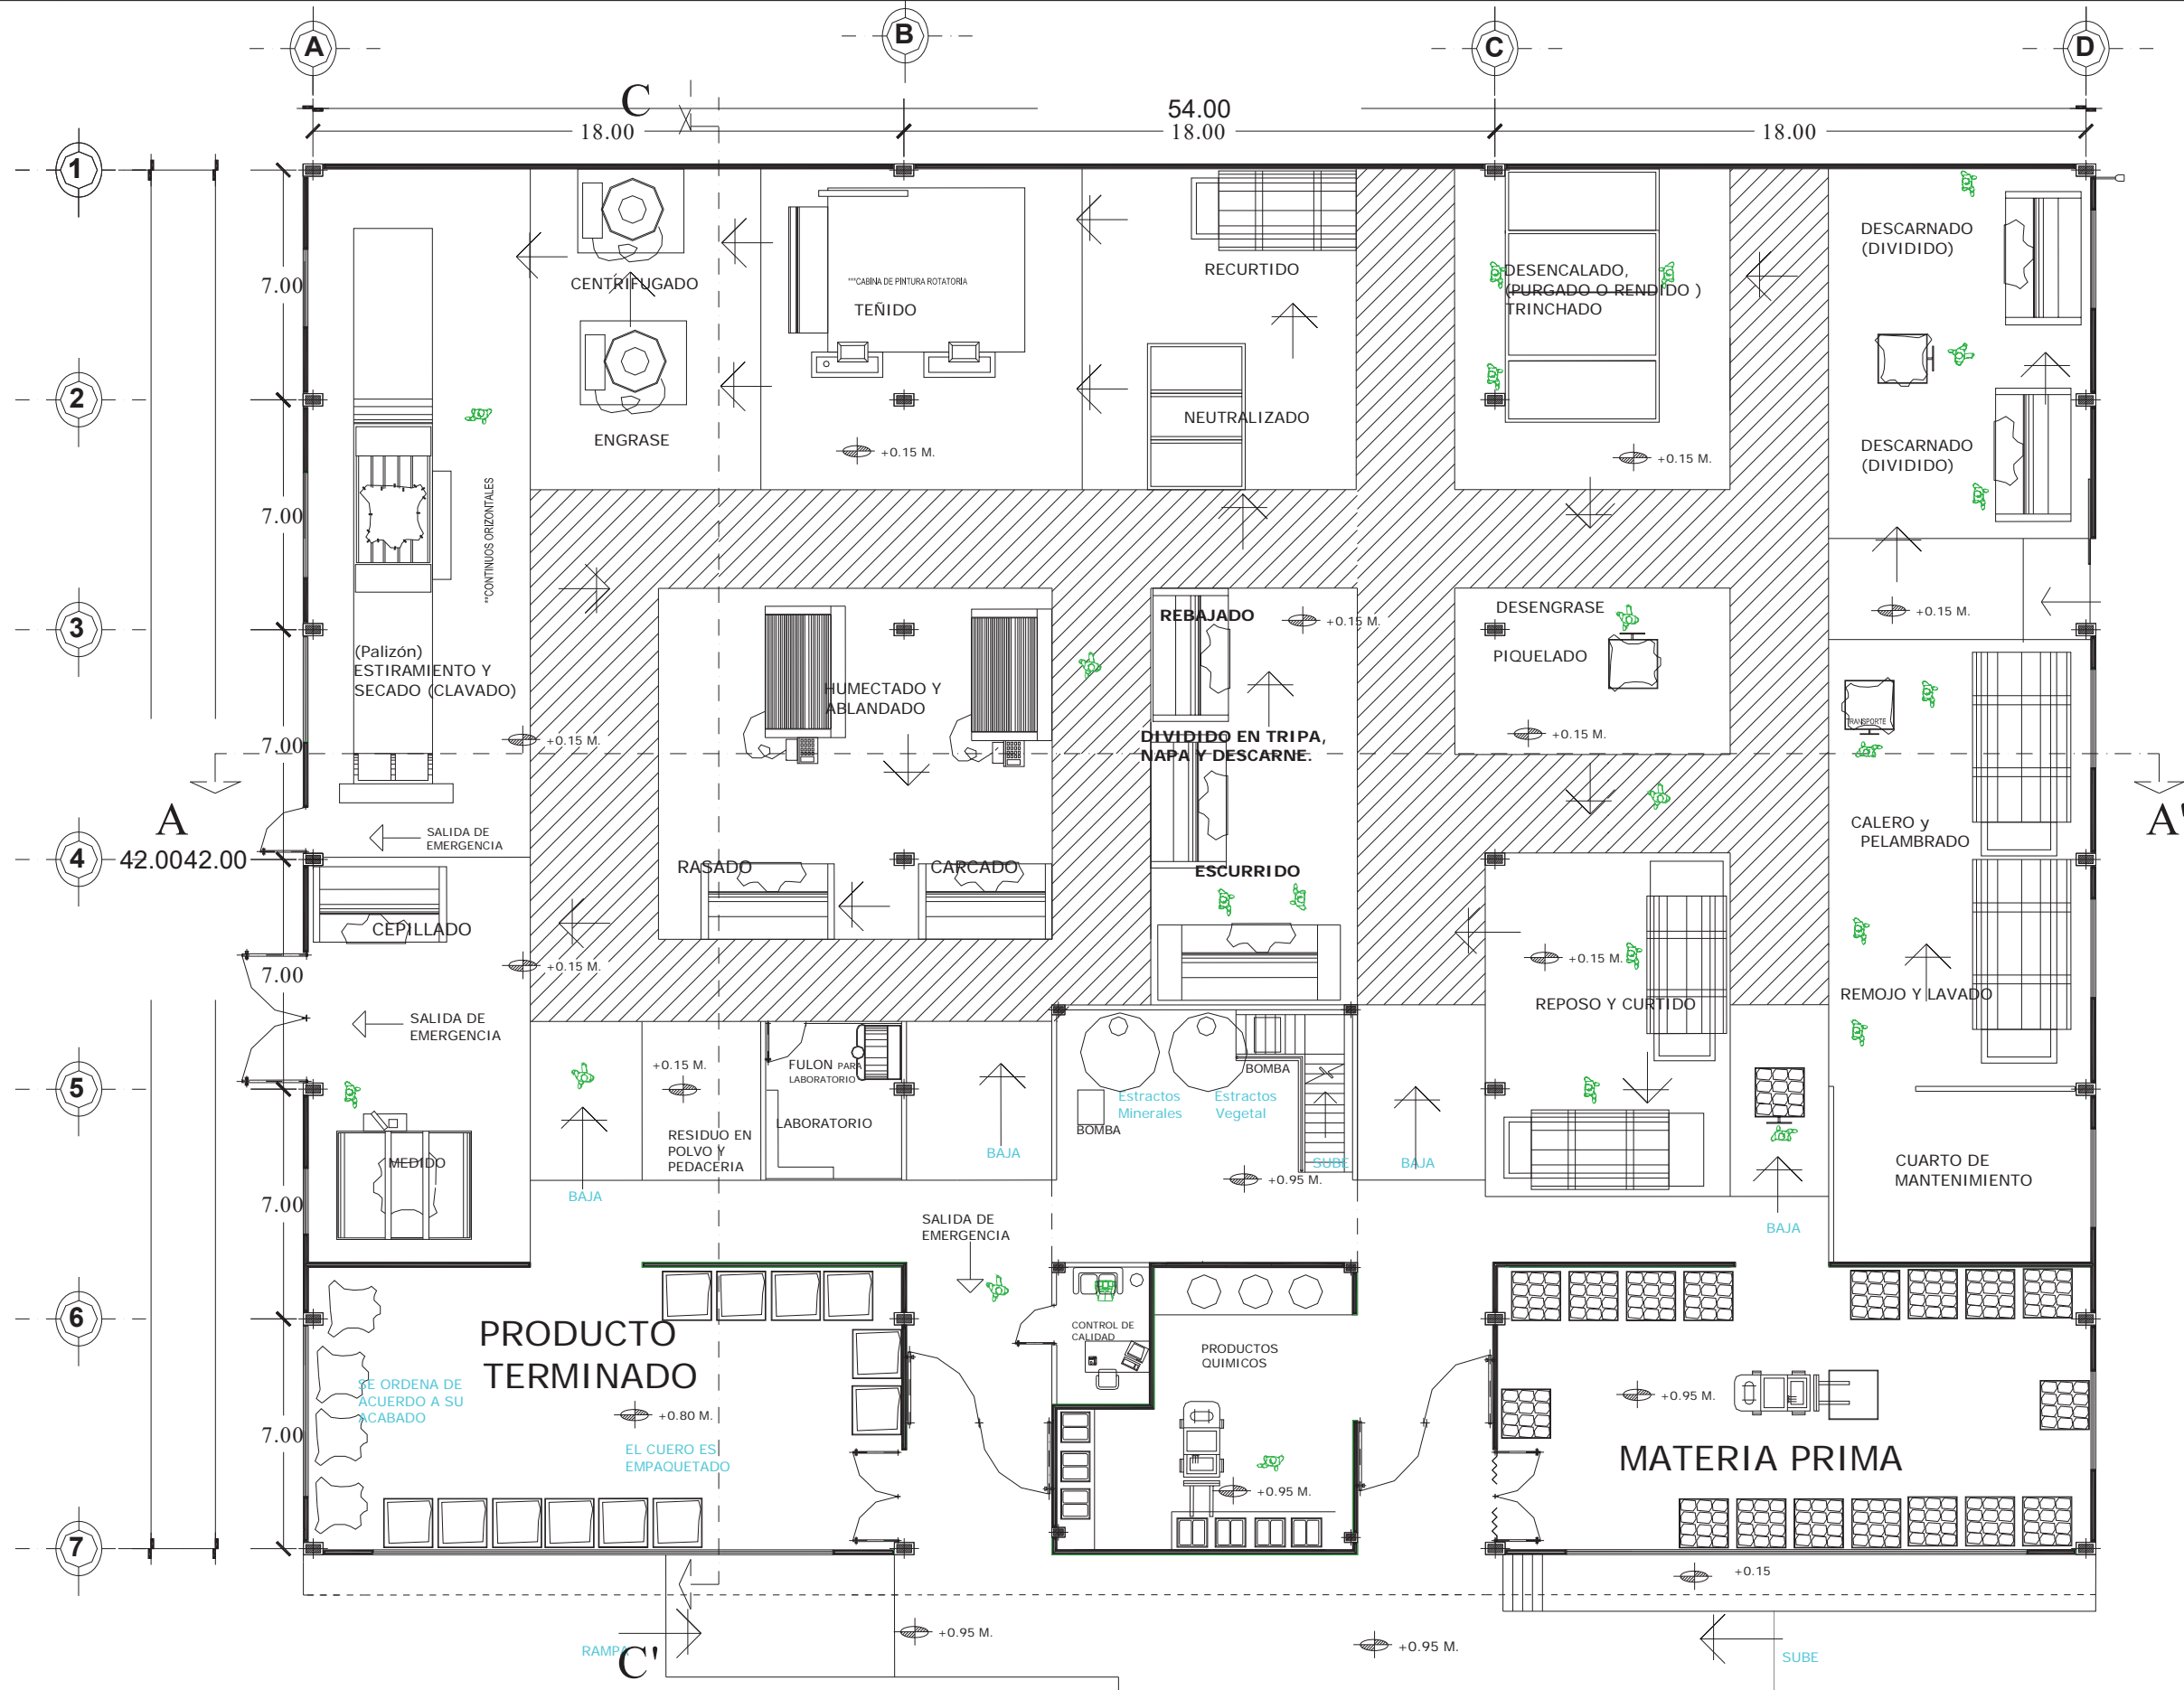 A
B
C
D
C
54.00
18.00
18.00
18.00
1
7.00
CENTRÍFUGADO
***CABINA DE PINTURA ROTATORIA
TEÑIDO
RECURTIDO
DESENCALADO,
(PURGADO O RENDIDO )
TRINCHADO
DESCARNADO
(DIVIDIDO)
2
ENGRASE
+0.15 M.
NEUTRALIZADO
+0.15 M.
DESCARNADO
(DIVIDIDO)
7.00
**CONTINUOS ORIZONTALES
3
(Palizón)
ESTIRAMIENTO Y
SECADO (CLAVADO)
HUMECTADO Y
ABLANDADO
REBAJADO
+0.15 M.
DESENGRASE
PIQUELADO
+0.15 M.
TRANSPORTE
7.00
+0.15 M.
DIVIDIDO EN TRIPA,
NAPA Y DESCARNE.
+0.15 M.
A
A'
SALIDA DE
EMERGENCIA
CALERO y
PELAMBRADO
4
42.00
42.00
RASADO
CARCADO
ESCURRIDO
CEPILLADO
7.00
+0.15 M.
+0.15 M.
REPOSO Y CURTIDO
REMOJO Y LAVADO
SALIDA DE
EMERGENCIA
5
+0.15 M.
FULON PARA
LABORATORIO
BOMBA
Estractos
Minerales
Estractos
Vegetal
BOMBA
LABORATORIO
RESIDUO EN
POLVO Y
PEDACERIA
MEDIDO
BAJA
BAJA
SUBE
BAJA
CUARTO DE
MANTENIMIENTO
7.00
+0.95 M.
SALIDA DE
EMERGENCIA
BAJA
6
PRODUCTO
TERMINADO
CONTROL DE
CALIDAD
PRODUCTOS
QUIMICOS
SE ORDENA DE
ACUERDO A SU
ACABADO
+0.80 M.
+0.95 M.
7.00
EL CUERO ES
EMPAQUETADO
MATERIA PRIMA
+0.95 M.
7
+0.15
RAMPA
C'
+0.95 M.
+0.95 M.
SUBE